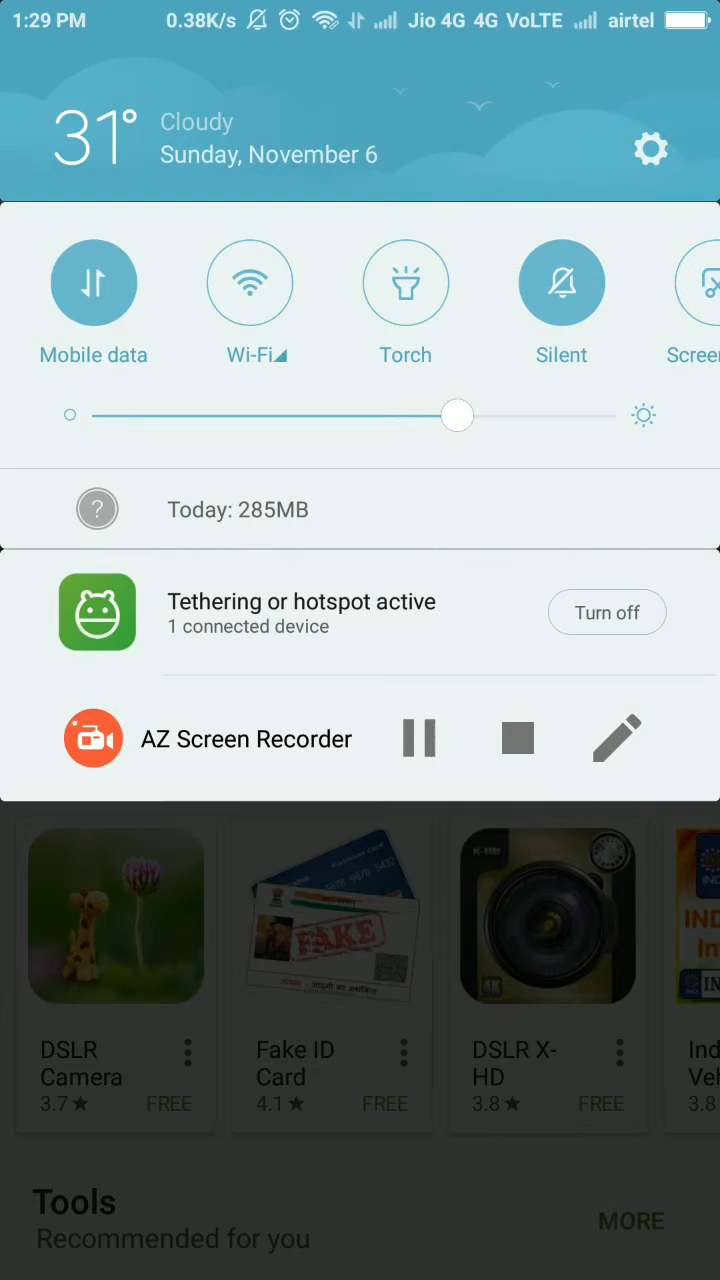 1:29 PM 0.38K/s Jio 4G 4G VoLTE airtel
31° Cloudy
Sunday, November 6
Mobile data Wi-Fi Torch Silent Screen
Today: 285MB
?
Tethering or hotspot active
1 connected device
Turn off
AZ Screen Recorder
X-HD
FAKE
4K
DSLR Camera
3.7 ★ FREE
Fake ID Card
4.1 ★ FREE
DSLR X-HD
3.8 ★ FREE
Ind
Veh
3.8
Tools
MORE
Recommended for you